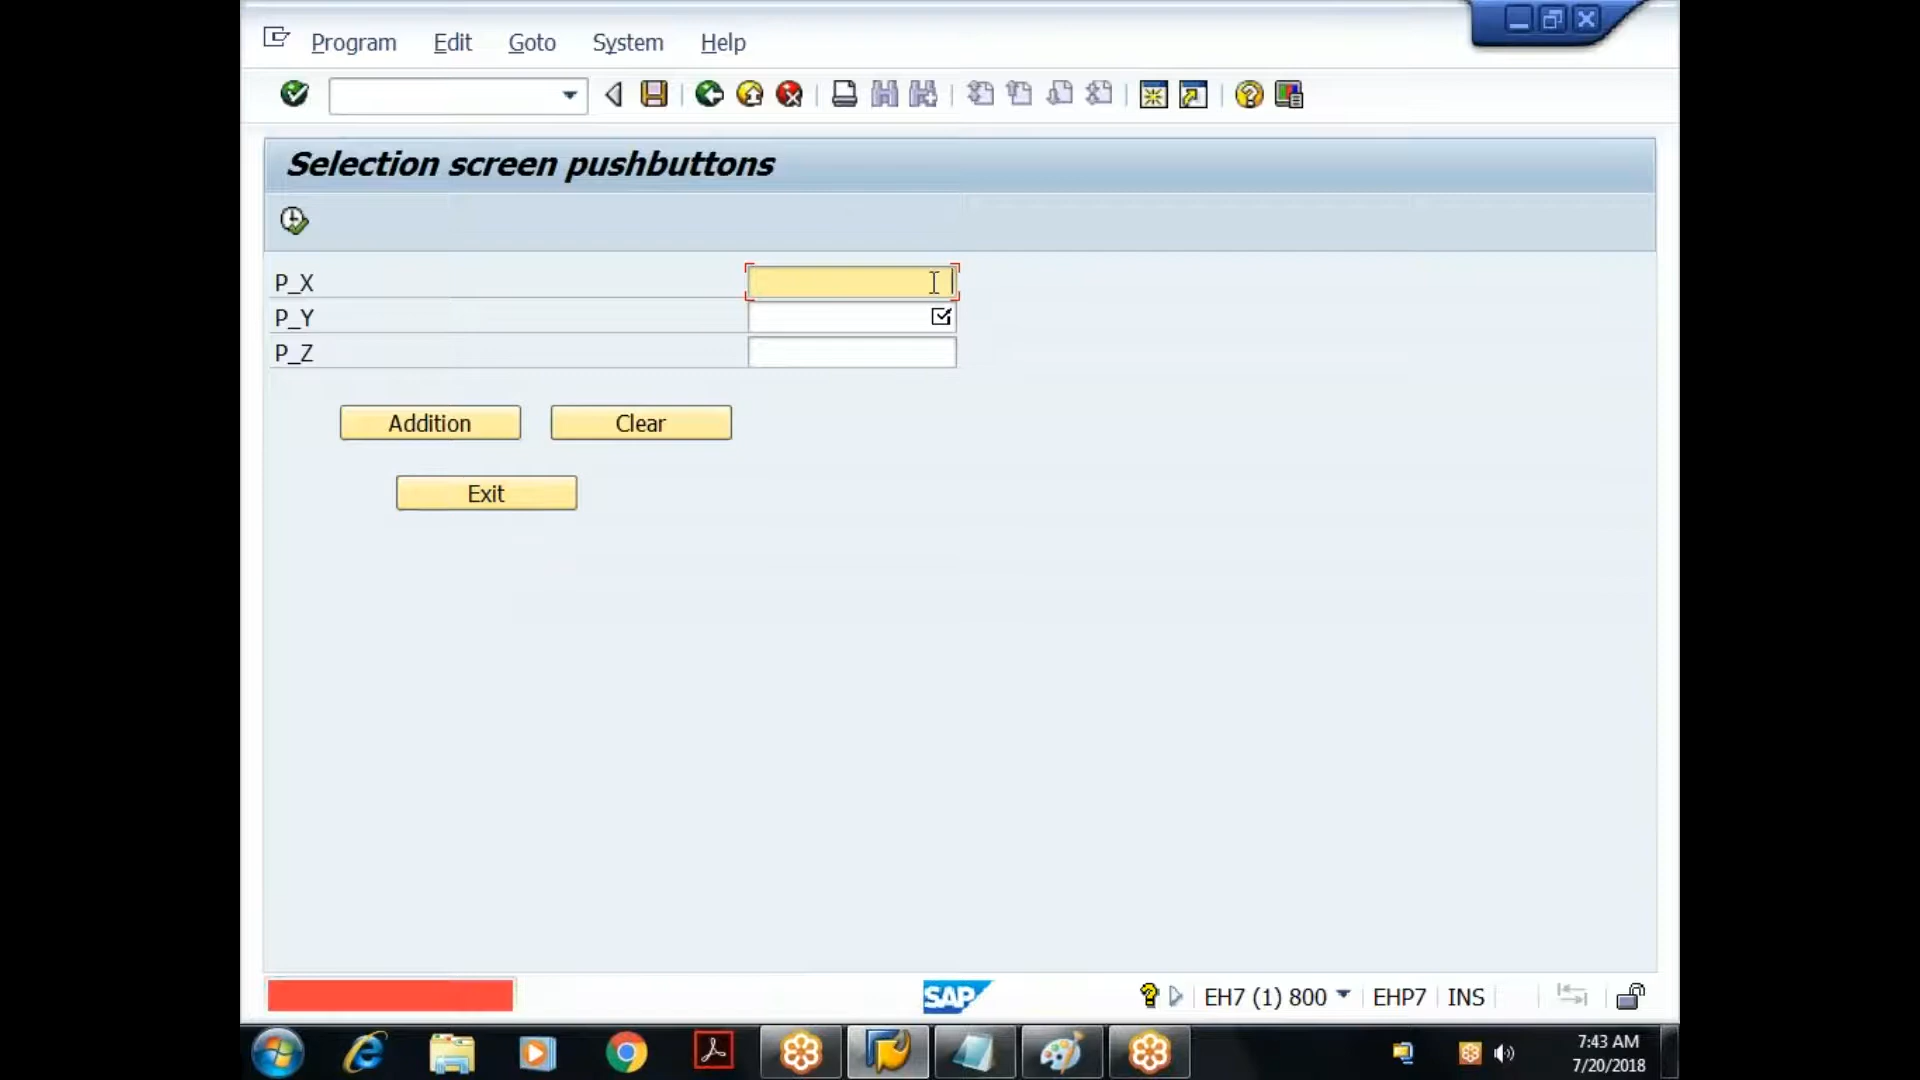 Program Edit Goto System Help
Selection screen pushbuttons
P_X
P_Y
P_Z
Addition Clear
Exit
SAP EH7 (1) 800 EHP7 INS
7:43 AM
7/20/2018